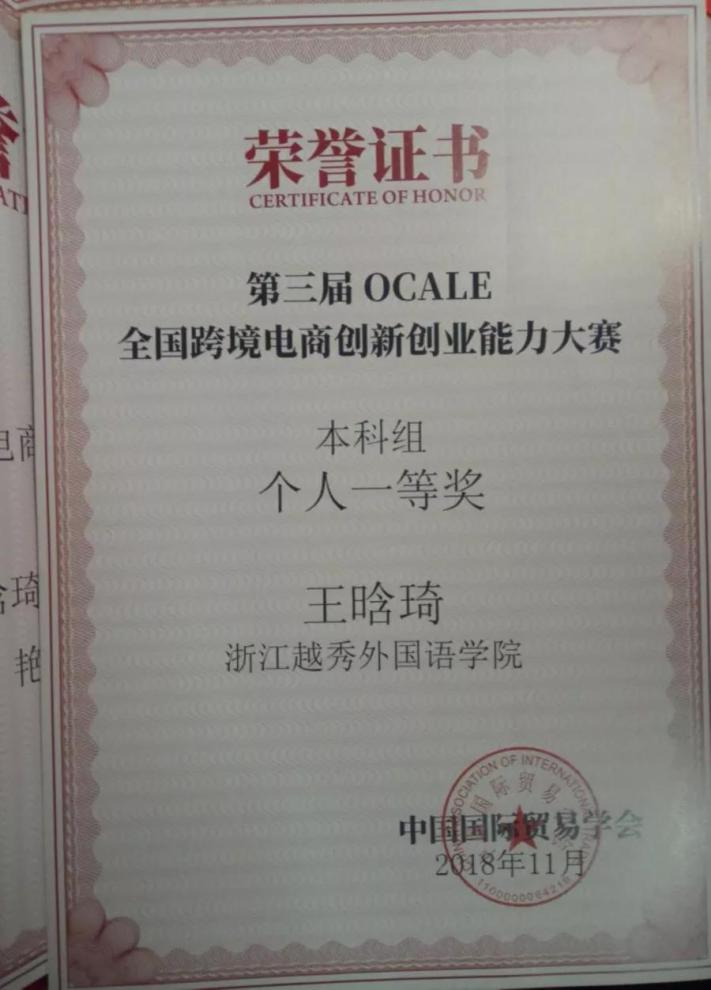 荣誉证书
CERTIFICATE OF HONOR
第三届 OCALE
全国跨境电商创新创业能力大赛
本科组
个人一等奖
王晗琦
浙江越秀外国语学院
中国国际贸易学会
2018年11月